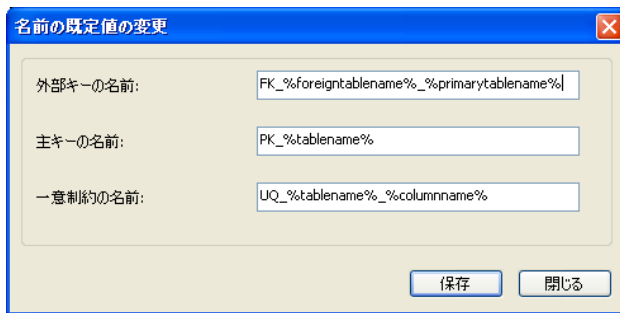 名前の既定値の変更
外部キーの名前: FK_%foreigntablename%_%primarytablename%
主キーの名前: PK_%tablename%
一意制約の名前: UQ_%tablename%_%columnname%
保存 閉じる